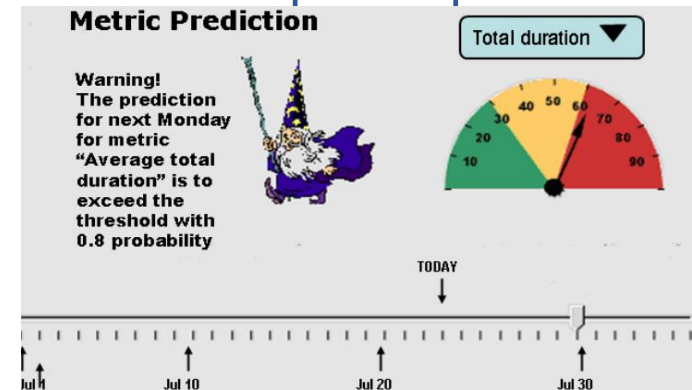 Metric Prediction
Total duration
Warning!
The prediction
for next Monday
for metric
“Average total
duration” is to
exceed the
threshold with
0.8 probability
10
20
30
40
50
60
70
80
90
TODAY
Jul 10
Jul 20
Jul 30